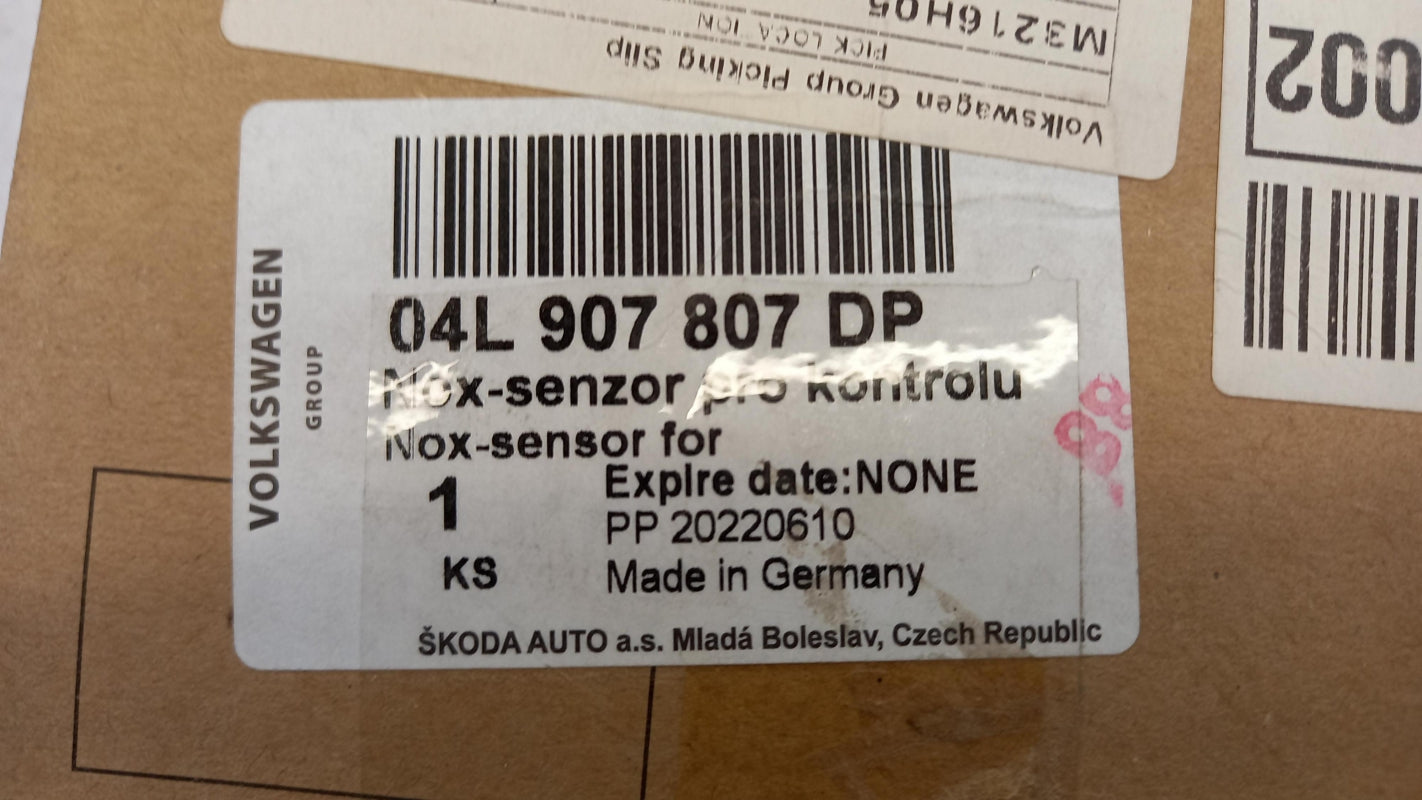 M3216H05
PICK LOCATION
Volkswagen Group Picking Slip
002
VOLKSWAGEN
GROUP
04L 907 807 DP
Nox-senzor pro kontrolu
Nox-sensor for
1
KS
Expire date:NONE
PP 20220610
Made in Germany
ŠKODA AUTO a.s. Mladá Boleslav, Czech Republic